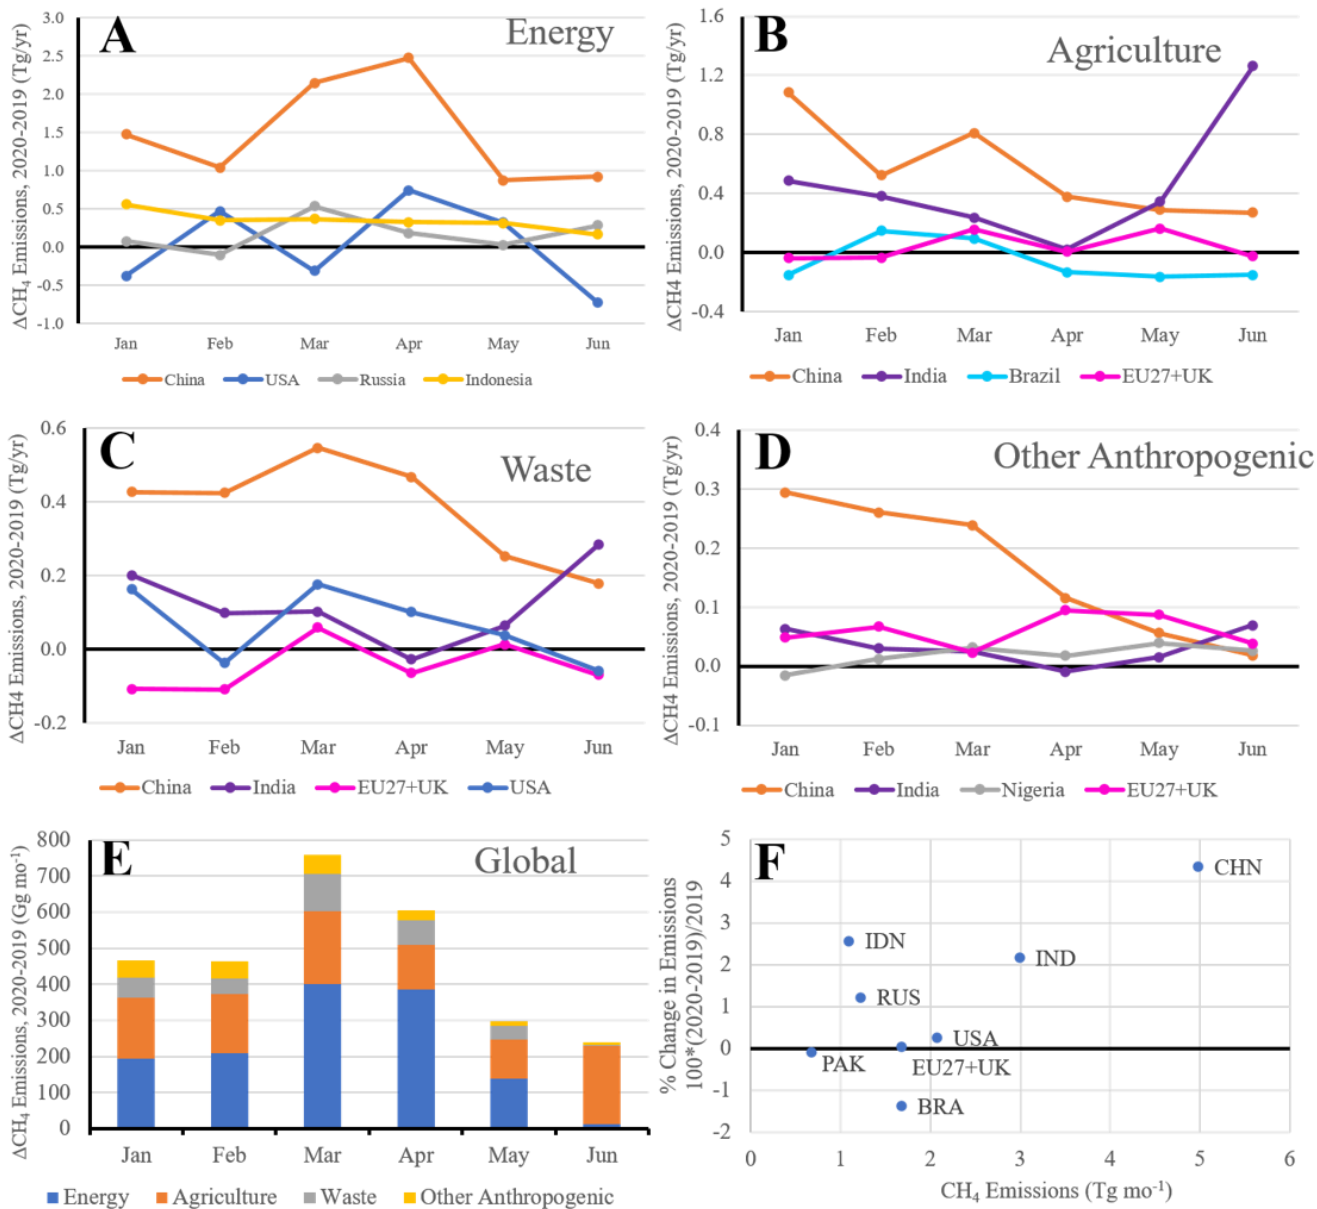 A
Energy
ΔCH₄ Emissions, 2020-2019 (Tg/yr)
3.0
2.5
2.0
1.5
1.0
0.5
0.0
-0.5
-1.0
Jan Feb Mar Apr May Jun
China USA Russia Indonesia
B
Agriculture
ΔCH4 Emissions, 2020-2019 (Tg/yr)
1.6
1.2
0.8
0.4
0.0
-0.4
Jan Feb Mar Apr May Jun
China India Brazil EU27+UK
C
Waste
ΔCH4 Emissions, 2020-2019 (Tg/yr)
0.6
0.4
0.2
0.0
-0.2
Jan Feb Mar Apr May Jun
China India EU27+UK USA
D
Other Anthropogenic
ΔCH4 Emissions, 2020-2019 (Tg/yr)
0.4
0.3
0.2
0.1
0.0
-0.1
Jan Feb Mar Apr May Jun
China India Nigeria EU27+UK
E
Global
ΔCH₄ Emissions, 2020-2019 (Gg mo⁻¹)
800
700
600
500
400
300
200
100
0
Jan Feb Mar Apr May Jun
Energy Agriculture Waste Other Anthropogenic
F
% Change in Emissions
100*(2020-2019)/2019
5
4
3
2
1
0
-1
-2
CHN
IDN
IND
RUS
USA
PAK
EU27+UK
BRA
0 1 2 3 4 5 6
CH₄ Emissions (Tg mo⁻¹)